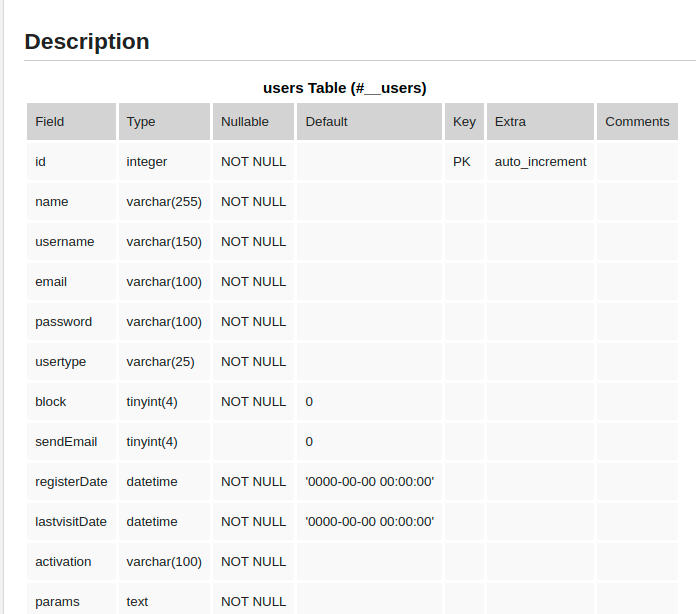 Description
users Table (#__users)
Field Type Nullable Default Key Extra Comments
id integer NOT NULL PK auto_increment
name varchar(255) NOT NULL
username varchar(150) NOT NULL
email varchar(100) NOT NULL
password varchar(100) NOT NULL
usertype varchar(25) NOT NULL
block tinyint(4) NOT NULL 0
sendEmail tinyint(4) 0
registerDate datetime NOT NULL '0000-00-00 00:00:00'
lastvisitDate datetime NOT NULL '0000-00-00 00:00:00'
activation varchar(100) NOT NULL
params text NOT NULL